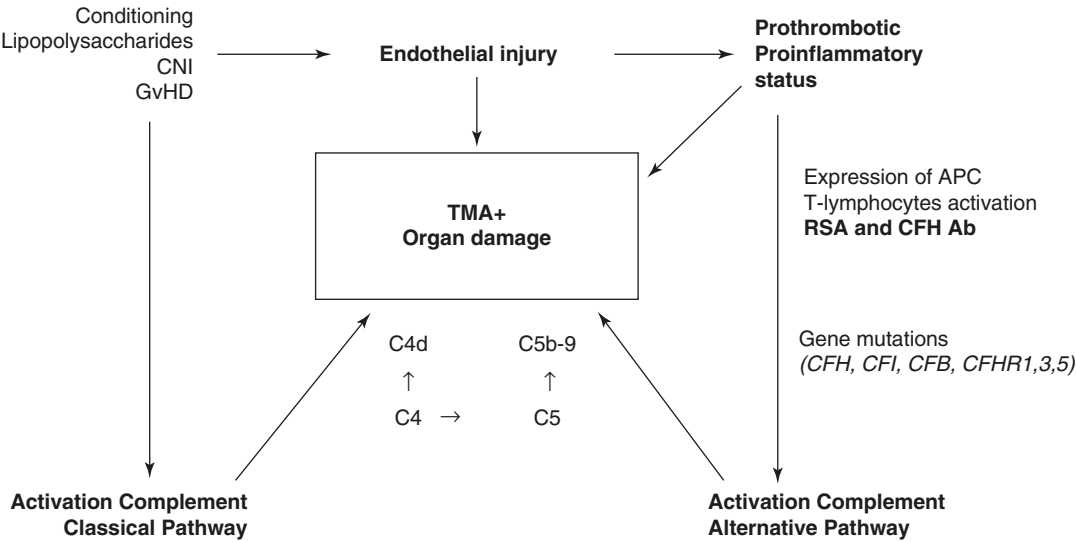 Conditioning
Lipopolysaccharides
CNI
GvHD
Endothelial injury
Prothrombotic
Proinflammatory
status
TMA+
Organ damage
Expression of APC
T-lymphocytes activation
RSA and CFH Ab
Gene mutations
(CFH, CFI, CFB, CFHR1,3,5)
C4d C5b-9
↑ ↑
C4 → C5
Activation Complement
Classical Pathway
Activation Complement
Alternative Pathway